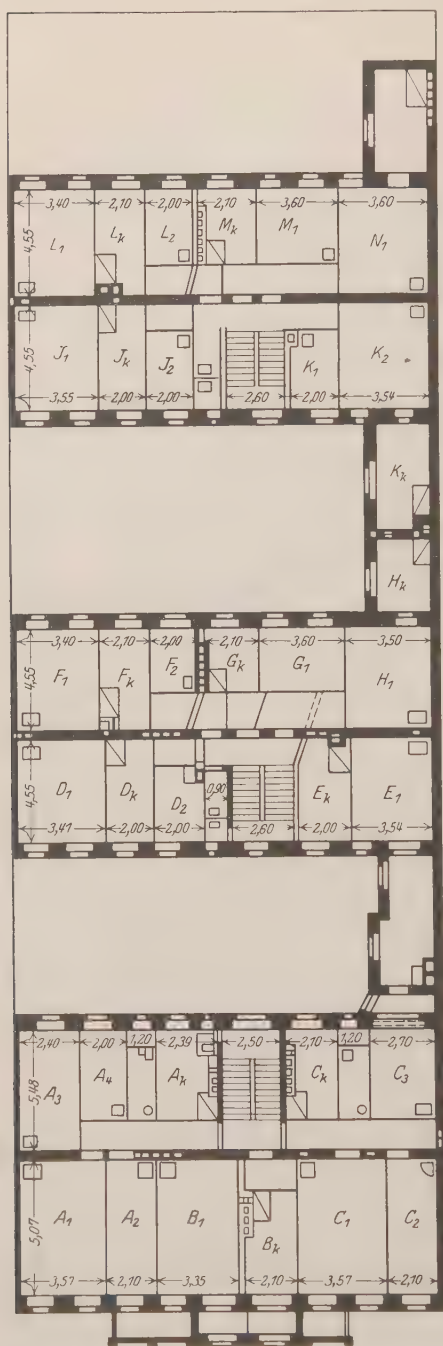 3,40 2,10 2,00 2,10 3,60 3,60
4,55
L1 Lk L2 Mk M1 N1
4,55
J1 Jk J2 K1 K2
3,55 2,00 2,00 2,60 2,00 3,54
Kk
Hk
3,40 2,10 2,00 2,10 3,60 3,50
4,55
F1 Fk F2 Gk G1 H1
4,55
D1 Dk D2 0,90 Ek E1
3,41 2,00 2,00 2,60 2,00 3,54
2,40 2,00 1,20 2,39 2,50 2,10 1,20 2,70
5,48
A3 A4 Ak Ck C3
5,07
A1 A2 B1 Bk C1 C2
3,57 2,10 3,35 2,10 3,57 2,10